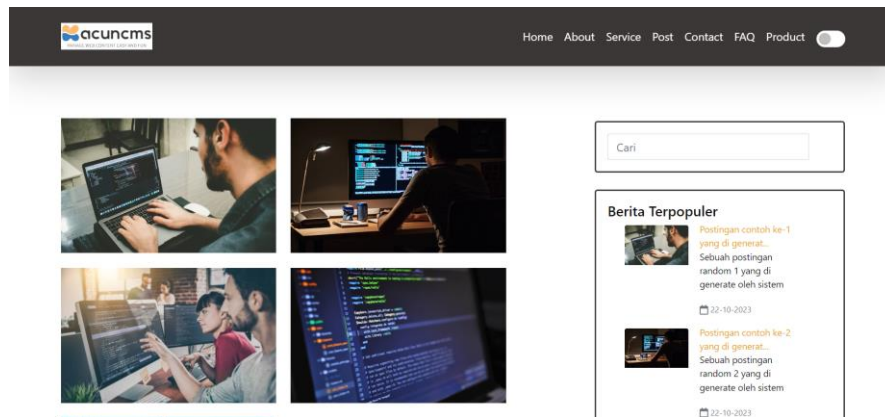 acuncms
Home About Service Post Contact FAQ Product
Cari
Berita Terpopuler
Postingan contoh ke-1
yang di generat...
Sebuah postingan
random 1 yang di
generate oleh sistem
22-10-2023
Postingan contoh ke-2
yang di generat...
Sebuah postingan
random 2 yang di
generate oleh sistem
22-10-2023